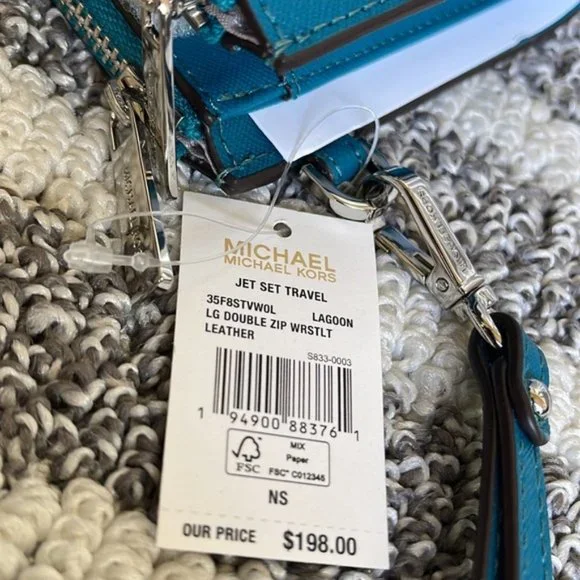 MICHAEL
MICHAEL KORS
JET SET TRAVEL
35F8STVW0L LAGOON
LG DOUBLE ZIP WRSTLT
LEATHER
S833-0003
1 94900 88376 1
FSC
MIX
Paper
FSC® C012345
NS
OUR PRICE $198.00